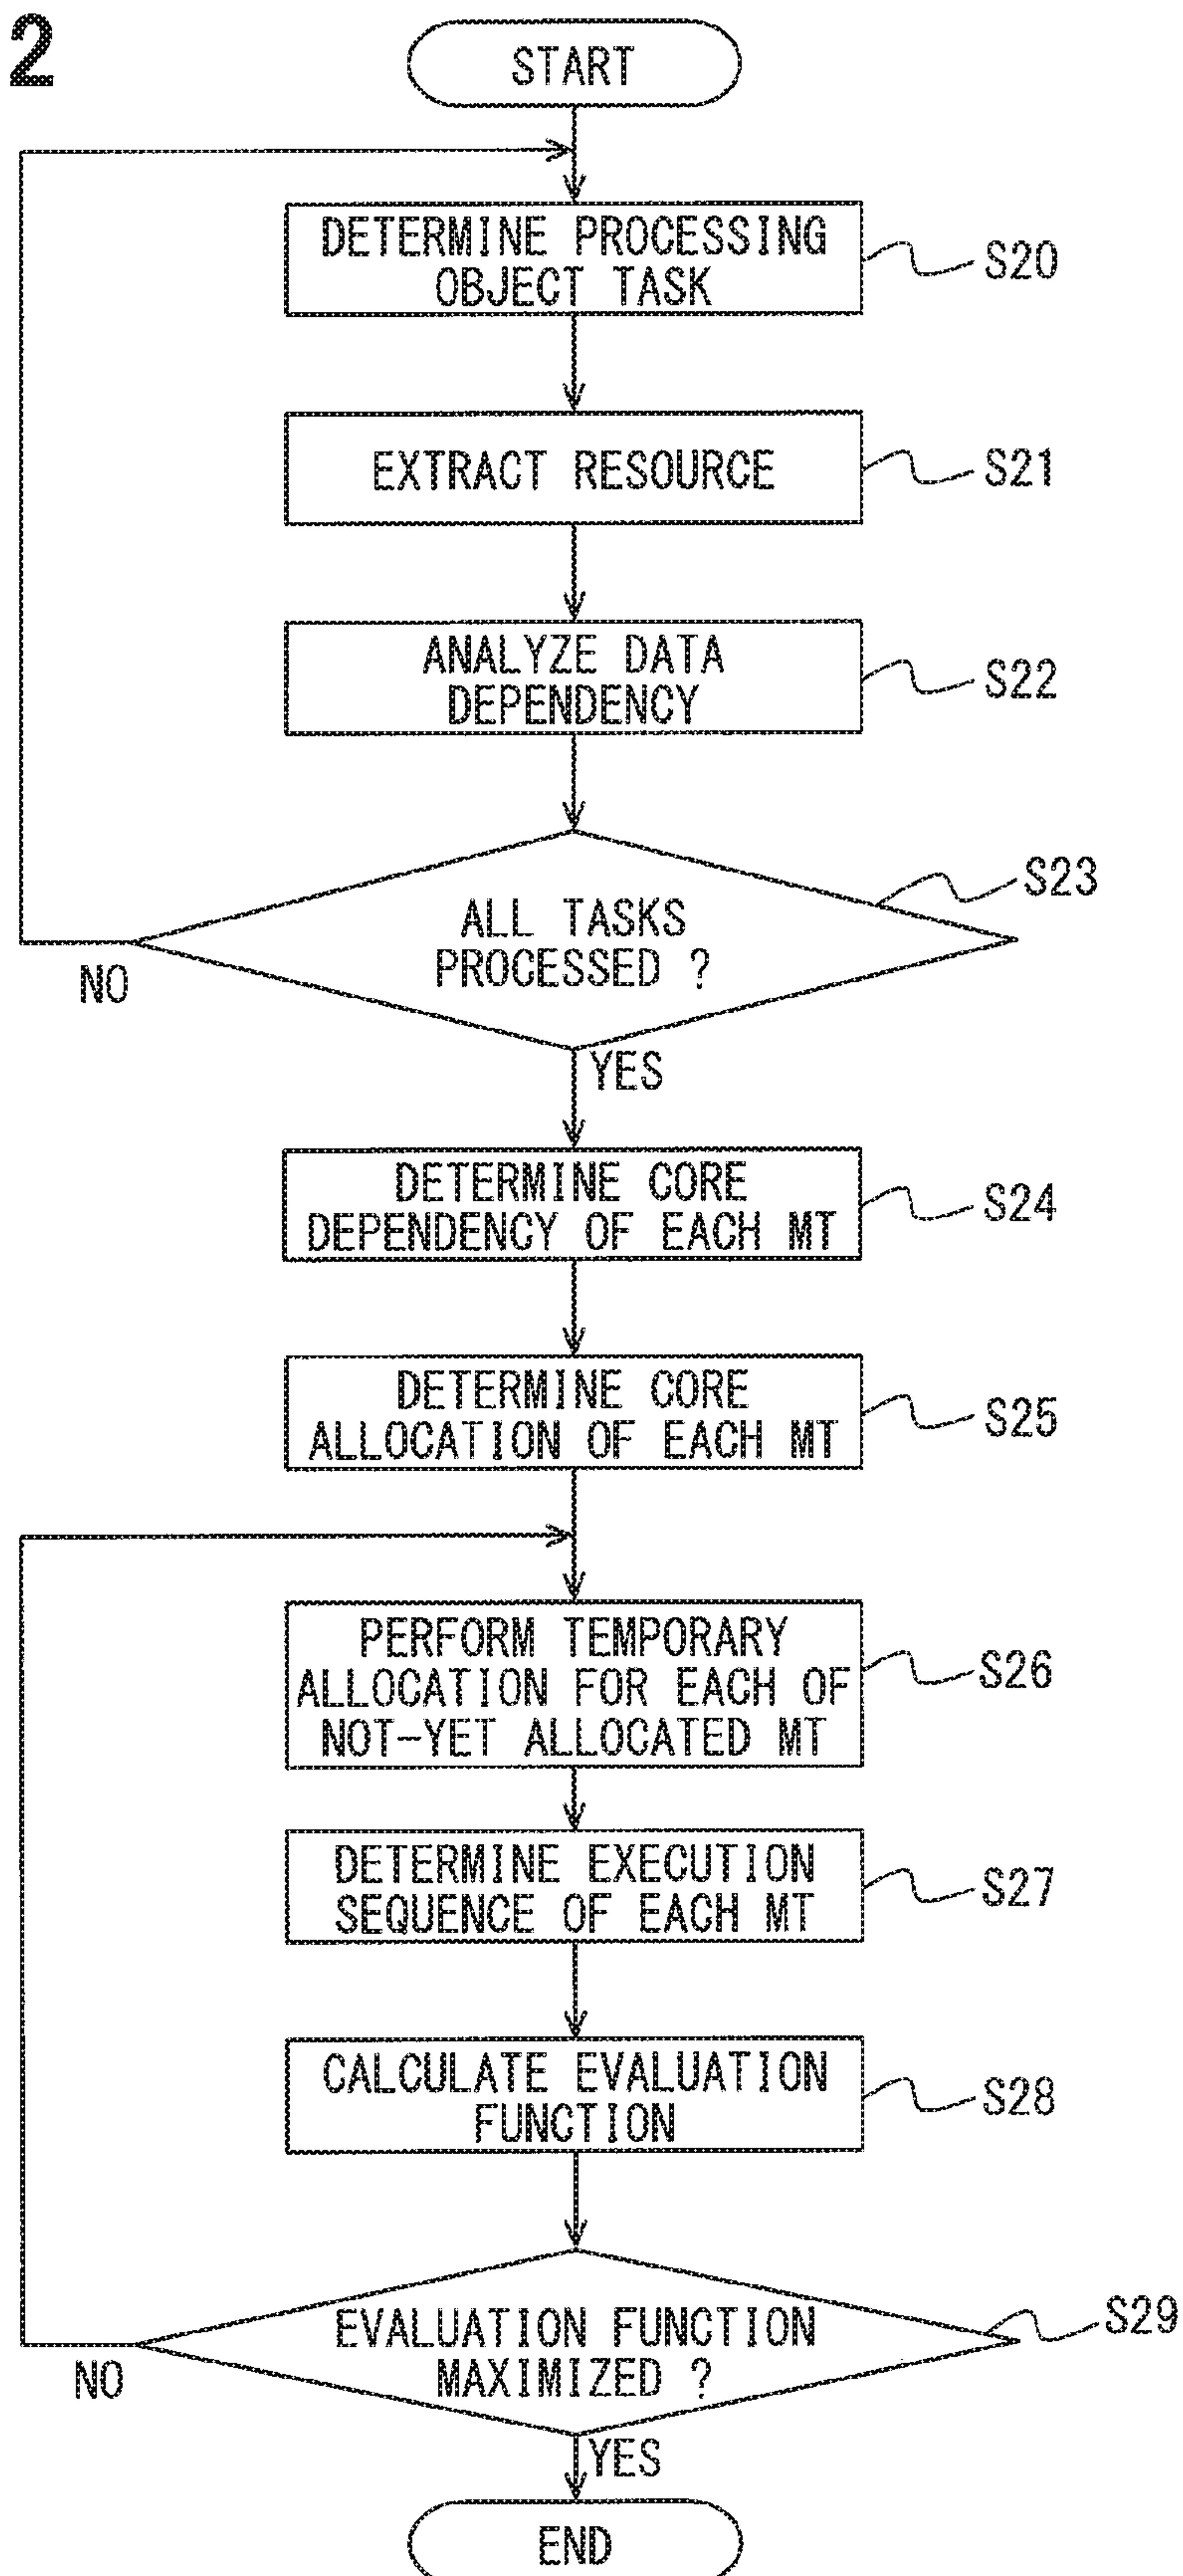 2
START
DETERMINE PROCESSING
OBJECT TASK
S20
EXTRACT RESOURCE
S21
ANALYZE DATA
DEPENDENCY
S22
ALL TASKS
PROCESSED ?
S23
NO
YES
DETERMINE CORE
DEPENDENCY OF EACH MT
S24
DETERMINE CORE
ALLOCATION OF EACH MT
S25
PERFORM TEMPORARY
ALLOCATION FOR EACH OF
NOT-YET ALLOCATED MT
S26
DETERMINE EXECUTION
SEQUENCE OF EACH MT
S27
CALCULATE EVALUATION
FUNCTION
S28
EVALUATION FUNCTION
MAXIMIZED ?
S29
NO
YES
END